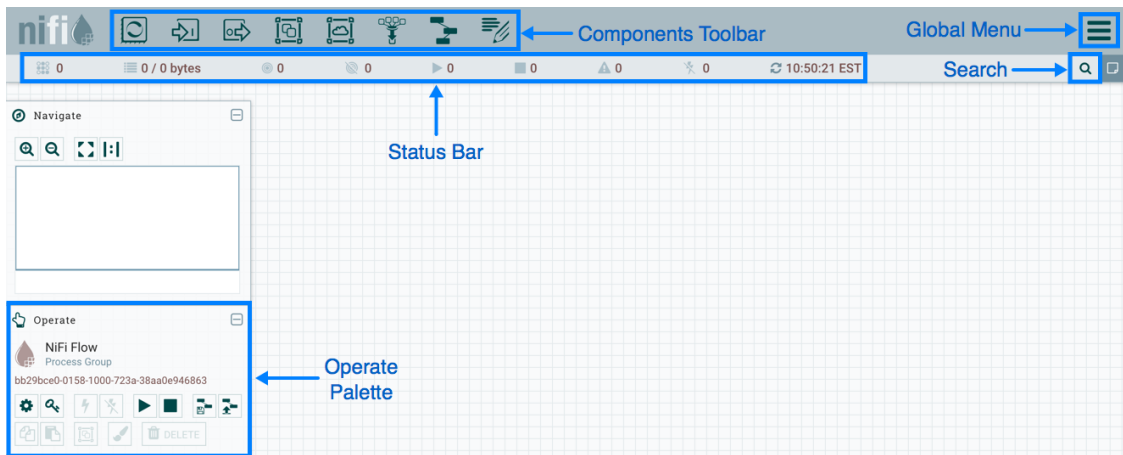 nifi
Components Toolbar
Global Menu
0
0 / 0 bytes
0
0
0
0
0
0
10:50:21 EST
Search
Navigate
Status Bar
Operate
NiFi Flow
Process Group
bb29bce0-0158-1000-723a-38aa0e946863
DELETE
Operate
Palette